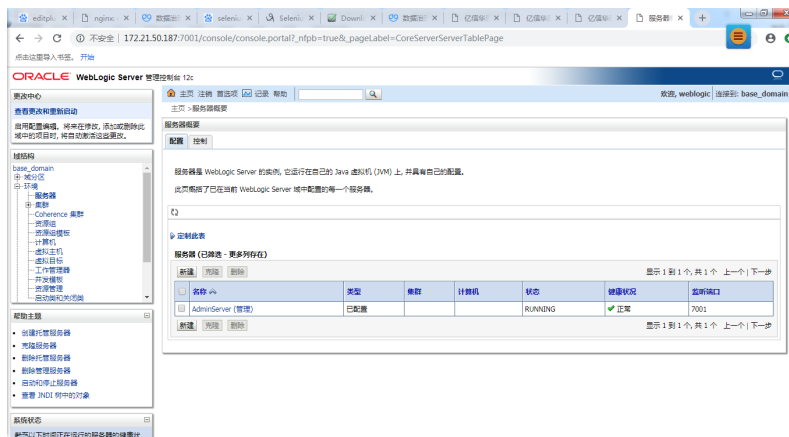 editpl
nginx
数据治
seleniu
Seleniu
Downl
数据治
亿信华
亿信华
亿信华
服务器
不安全 | 172.21.50.187:7001/console/console.portal?_nfpb=true&_pageLabel=CoreServerServerTablePage
点击这里导入书签。 开始
ORACLE WebLogic Server 管理控制台 12c
更改中心
查看更改和重新启动
启用配置编辑。将来在修改, 添加或删除此
域中的项目时, 将自动激活这些更改。
域结构
base_domain
域分区
环境
服务器
集群
Coherence 集群
资源组
资源组模板
计算机
虚拟主机
虚拟目标
工作管理器
并发模板
资源管理
启动类和关闭类
帮助主题
创建托管服务器
克隆服务器
删除托管服务器
删除管理服务器
启动和停止服务器
查看 JNDI 树中的对象
系统状态
主页 注销 首选项 记录 帮助
欢迎, weblogic 连接到: base_domain
主页 >服务器概要
服务器概要
配置 控制
服务器是 WebLogic Server 的实例, 它运行在自己的 Java 虚拟机 (JVM) 上, 并具有自己的配置。
此页概括了已在当前 WebLogic Server 域中配置的每一个服务器。
定制此表
服务器 (已筛选 - 更多列存在)
新建 克隆 删除 显示 1 到 1 个, 共 1 个 上一个 | 下一步
名称 类型 集群 计算机 状态 健康状况 监听端口
AdminServer (管理) 已配置 RUNNING 正常 7001
新建 克隆 删除 显示 1 到 1 个, 共 1 个 上一个 | 下一步